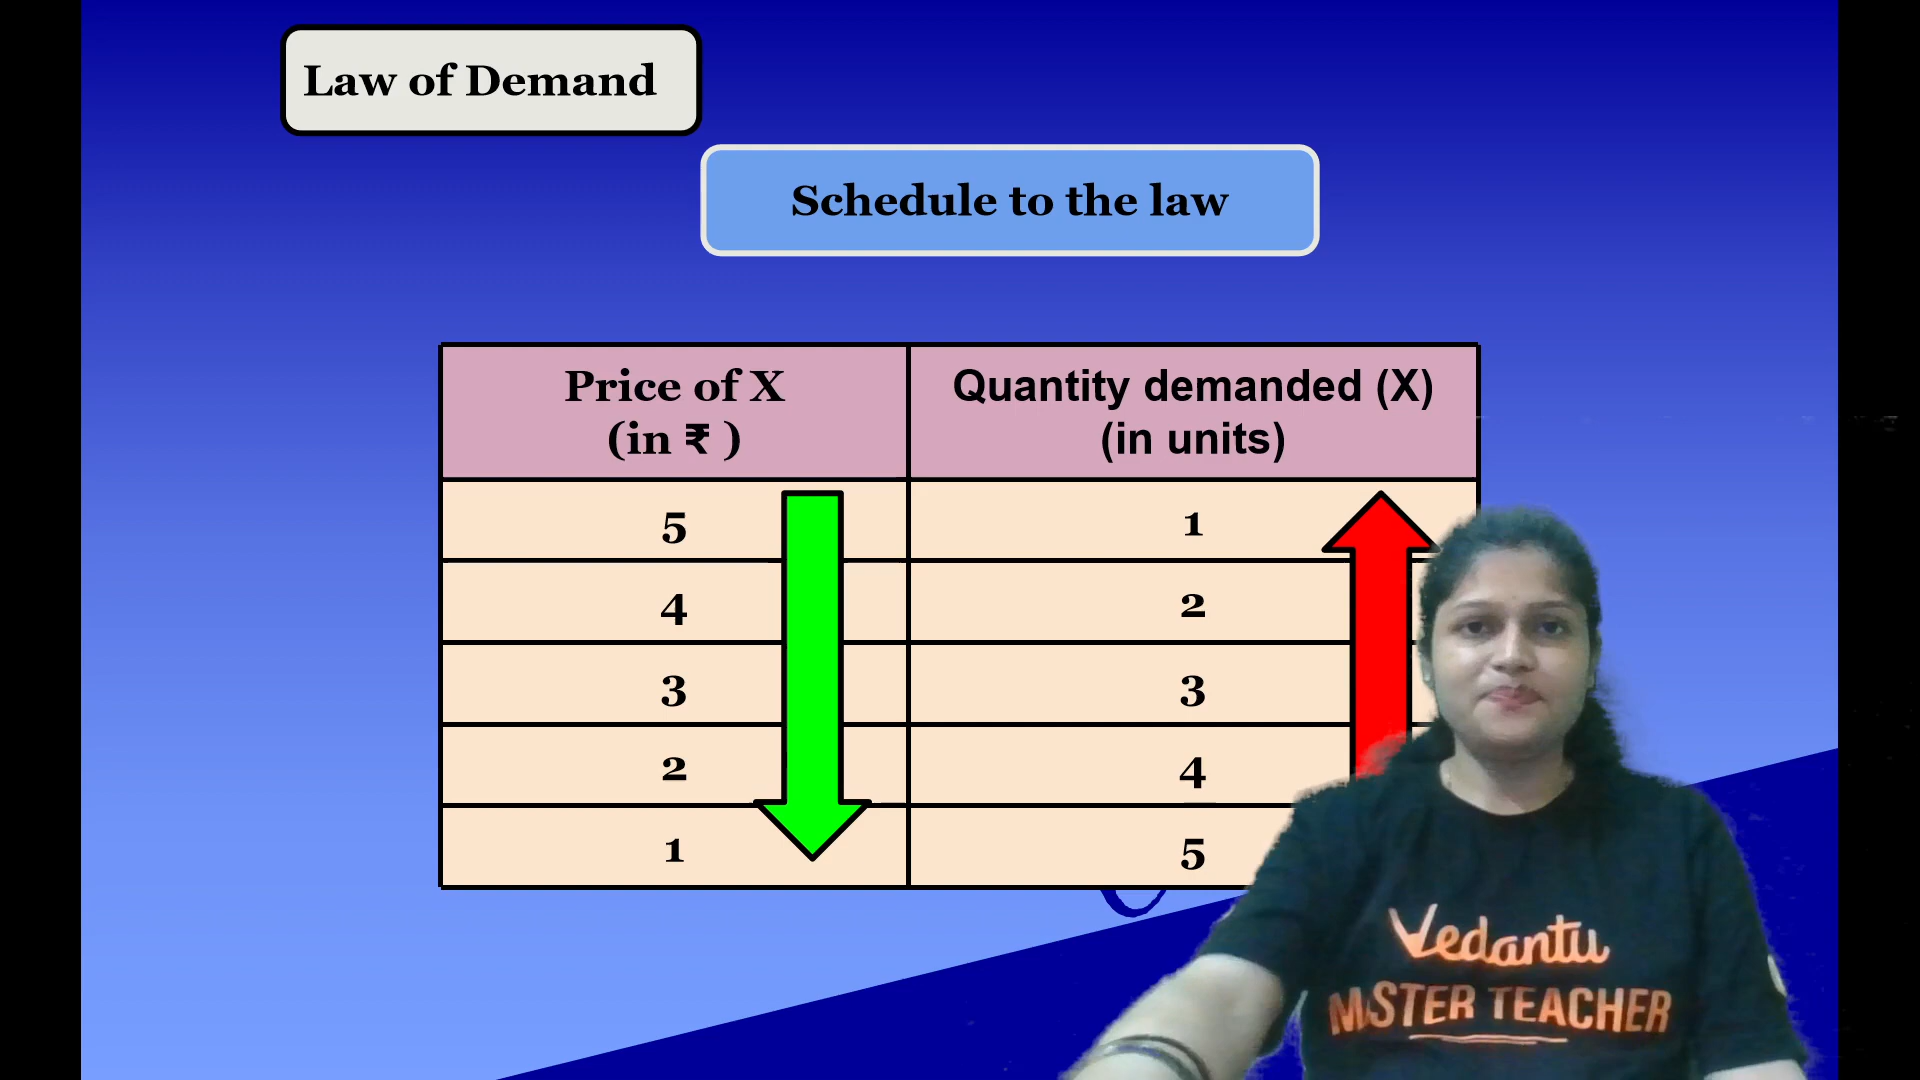 Law of Demand
Schedule to the law
Price of X
(in ₹ )
Quantity demanded (X)
(in units)
5
1
4
2
3
3
2
4
1
5
Vedantu
MASTER TEACHER